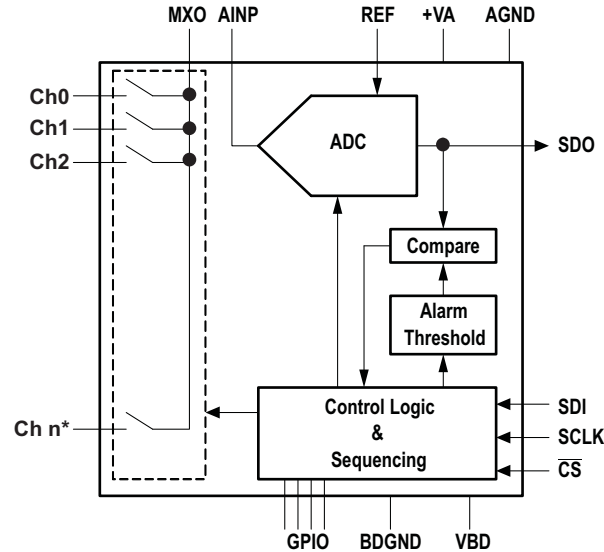 MXO AINP REF +VA AGND
Ch0
Ch1
Ch2
ADC
SDO
Compare
Alarm
Threshold
Ch n*
Control Logic
&
Sequencing
SDI
SCLK
C̅S̅
GPIO BDGND VBD